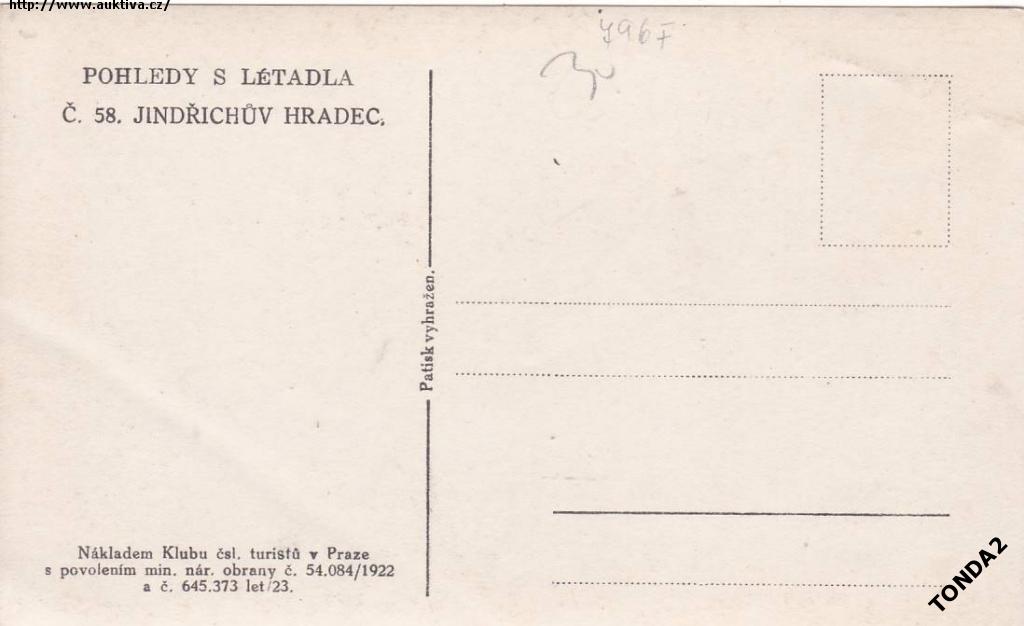 http://www.auktiva.cz/
POHLEDY S LÉTADLA
Č. 58. JINDŘICHŮV HRADEC.
Patisk vyhražen.
Nákladem Klubu čsl. turistů v Praze
s povolením min. nár. obrany č. 54.084/1922
a č. 645.373 let/23.
TONDA2